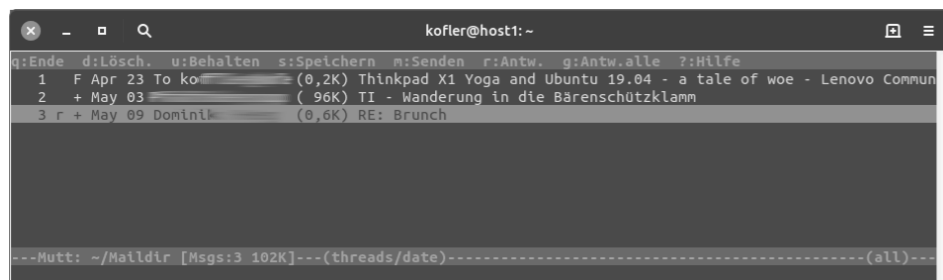 kofler@host1: ~
q:Ende d:Lösch. u:Behalten s:Speichern m:Senden r:Antw. g:Antw.alle ?:Hilfe
1 F Apr 23 To ko (0,2K) Thinkpad X1 Yoga and Ubuntu 19.04 - a tale of woe - Lenovo Commun
2 + May 03 ( 96K) TI - Wanderung in die Bärenschützklamm
3 r + May 09 Dominik (0,6K) RE: Brunch
---Mutt: ~/Maildir [Msgs:3 102K]---(threads/date)-----------------------------------------------(all)---